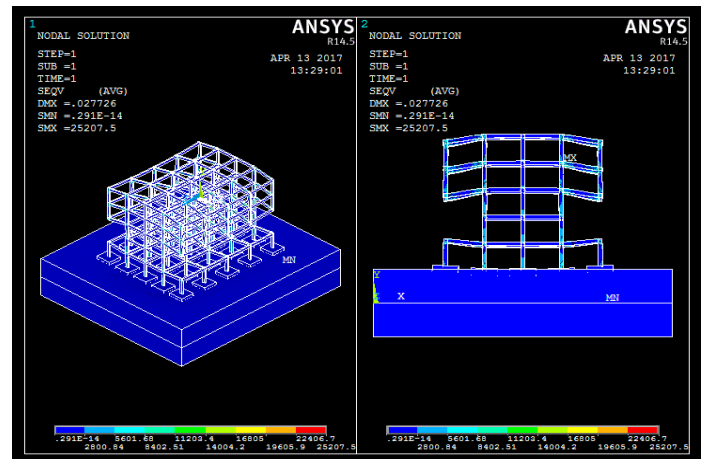 1
ANSYS
R14.5
NODAL SOLUTION
STEP=1
SUB =1
TIME=1
SEQV (AVG)
DMX =.027726
SMN =.291E-14
SMX =25207.5
APR 13 2017
13:29:01
MN
.291E-14 5601.68 11203.4 16805 22406.7
2800.84 8402.51 14004.2 19605.9 25207.5
2
ANSYS
R14.5
NODAL SOLUTION
STEP=1
SUB =1
TIME=1
SEQV (AVG)
DMX =.027726
SMN =.291E-14
SMX =25207.5
APR 13 2017
13:29:01
MX
Y
X
MN
.291E-14 5601.68 11203.4 16805 22406.7
2800.84 8402.51 14004.2 19605.9 25207.5